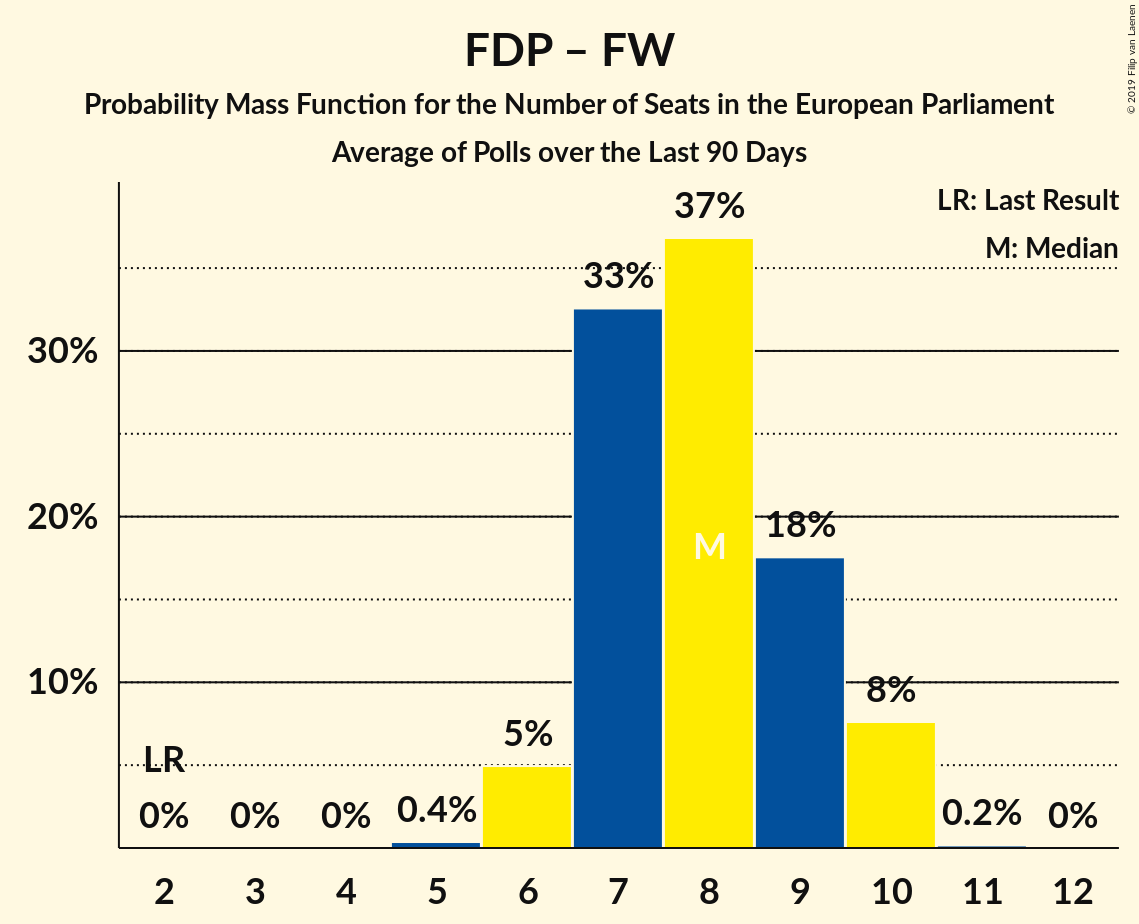 FDP – FW
Probability Mass Function for the Number of Seats in the European Parliament
Average of Polls over the Last 90 Days
© 2019 Filip van Laenen
LR: Last Result
M: Median
37%
33%
30%
20%
18%
M
10%
8%
5%
LR
0%
0%
0%
0.4%
0.2%
0%
2 3 4 5 6 7 8 9 10 11 12